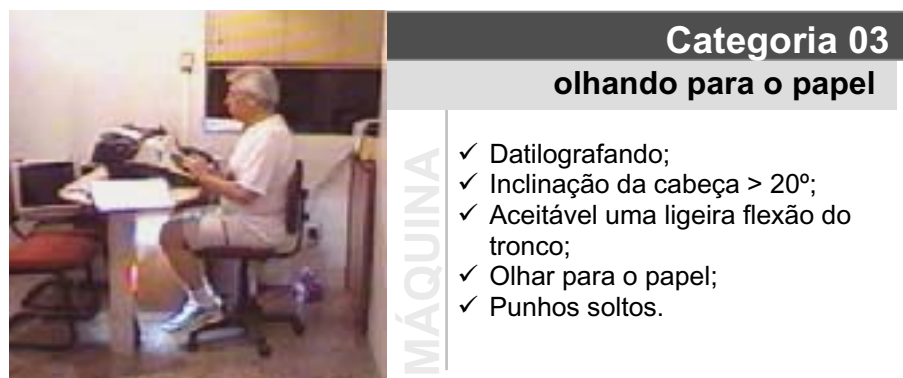 Categoria 03
olhando para o papel
MÁQUINA
✓ Datilografando;
✓ Inclinação da cabeça > 20º;
✓ Aceitável uma ligeira flexão do
tronco;
✓ Olhar para o papel;
✓ Punhos soltos.